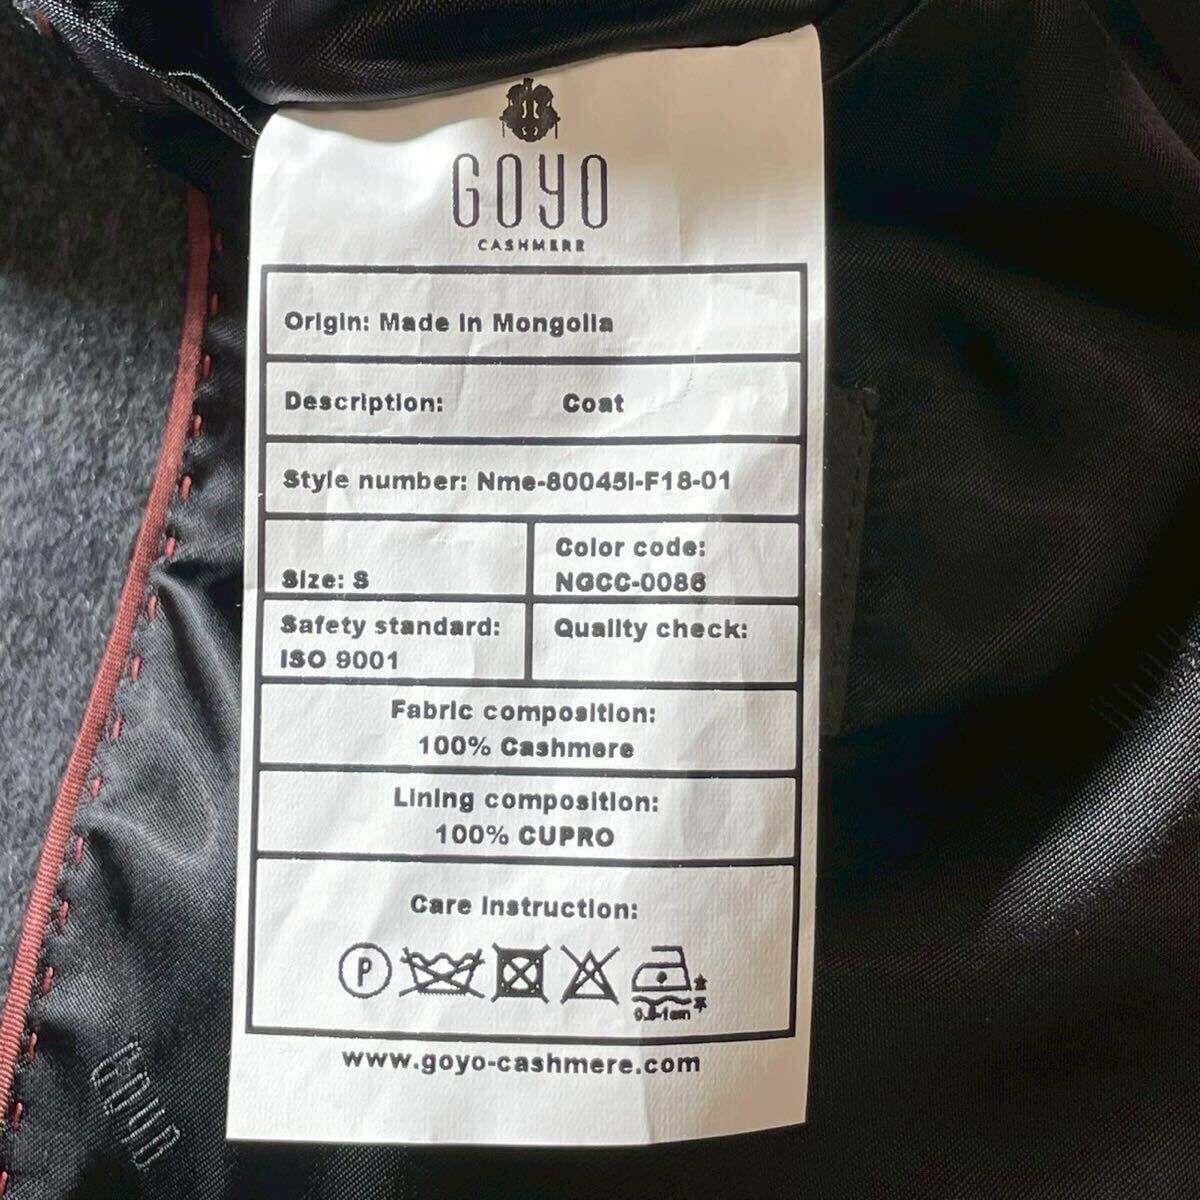 GOYO
CASHMERE
Origin: Made in Mongolia
Description: Coat
Style number: Nme-80045I-F18-01
Size: S
Color code:
NGCC-0086
Safety standard:
ISO 9001
Quality check:
Fabric composition:
100% Cashmere
Lining composition:
100% CUPRO
Care instruction:
P
www.goyo-cashmere.com
GOYO